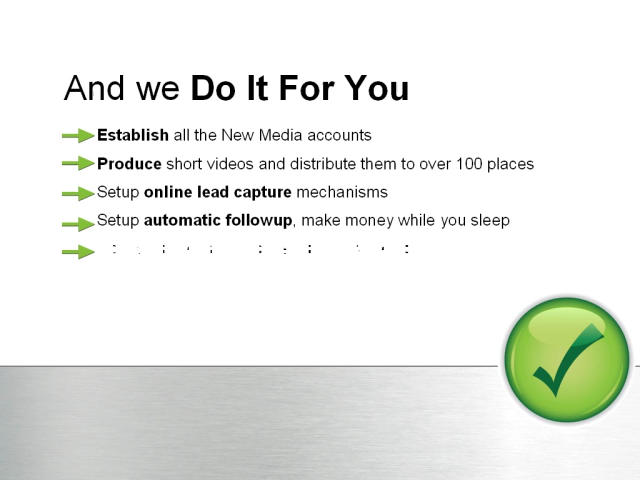 And we Do It For You
Establish all the New Media accounts
Produce short videos and distribute them to over 100 places
Setup online lead capture mechanisms
Setup automatic followup, make money while you sleep